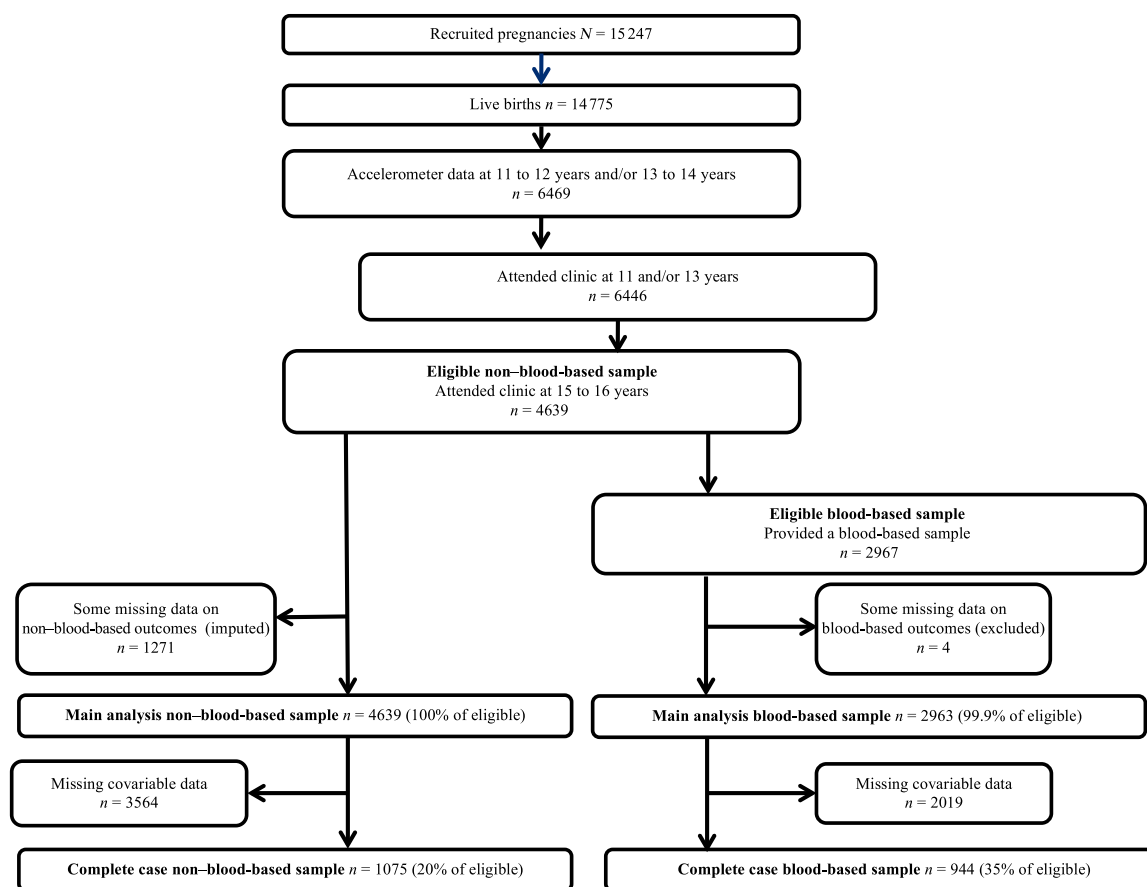 Recruited pregnancies N = 15 247
Live births n = 14 775
Accelerometer data at 11 to 12 years and/or 13 to 14 years
n = 6469
Attended clinic at 11 and/or 13 years
n = 6446
Eligible non–blood-based sample
Attended clinic at 15 to 16 years
n = 4639
Eligible blood-based sample
Provided a blood-based sample
n = 2967
Some missing data on
non–blood-based outcomes (imputed)
n = 1271
Some missing data on
blood-based outcomes (excluded)
n = 4
Main analysis non–blood-based sample n = 4639 (100% of eligible)
Main analysis blood-based sample n = 2963 (99.9% of eligible)
Missing covariable data
n = 3564
Missing covariable data
n = 2019
Complete case non–blood-based sample n = 1075 (20% of eligible)
Complete case blood-based sample n = 944 (35% of eligible)